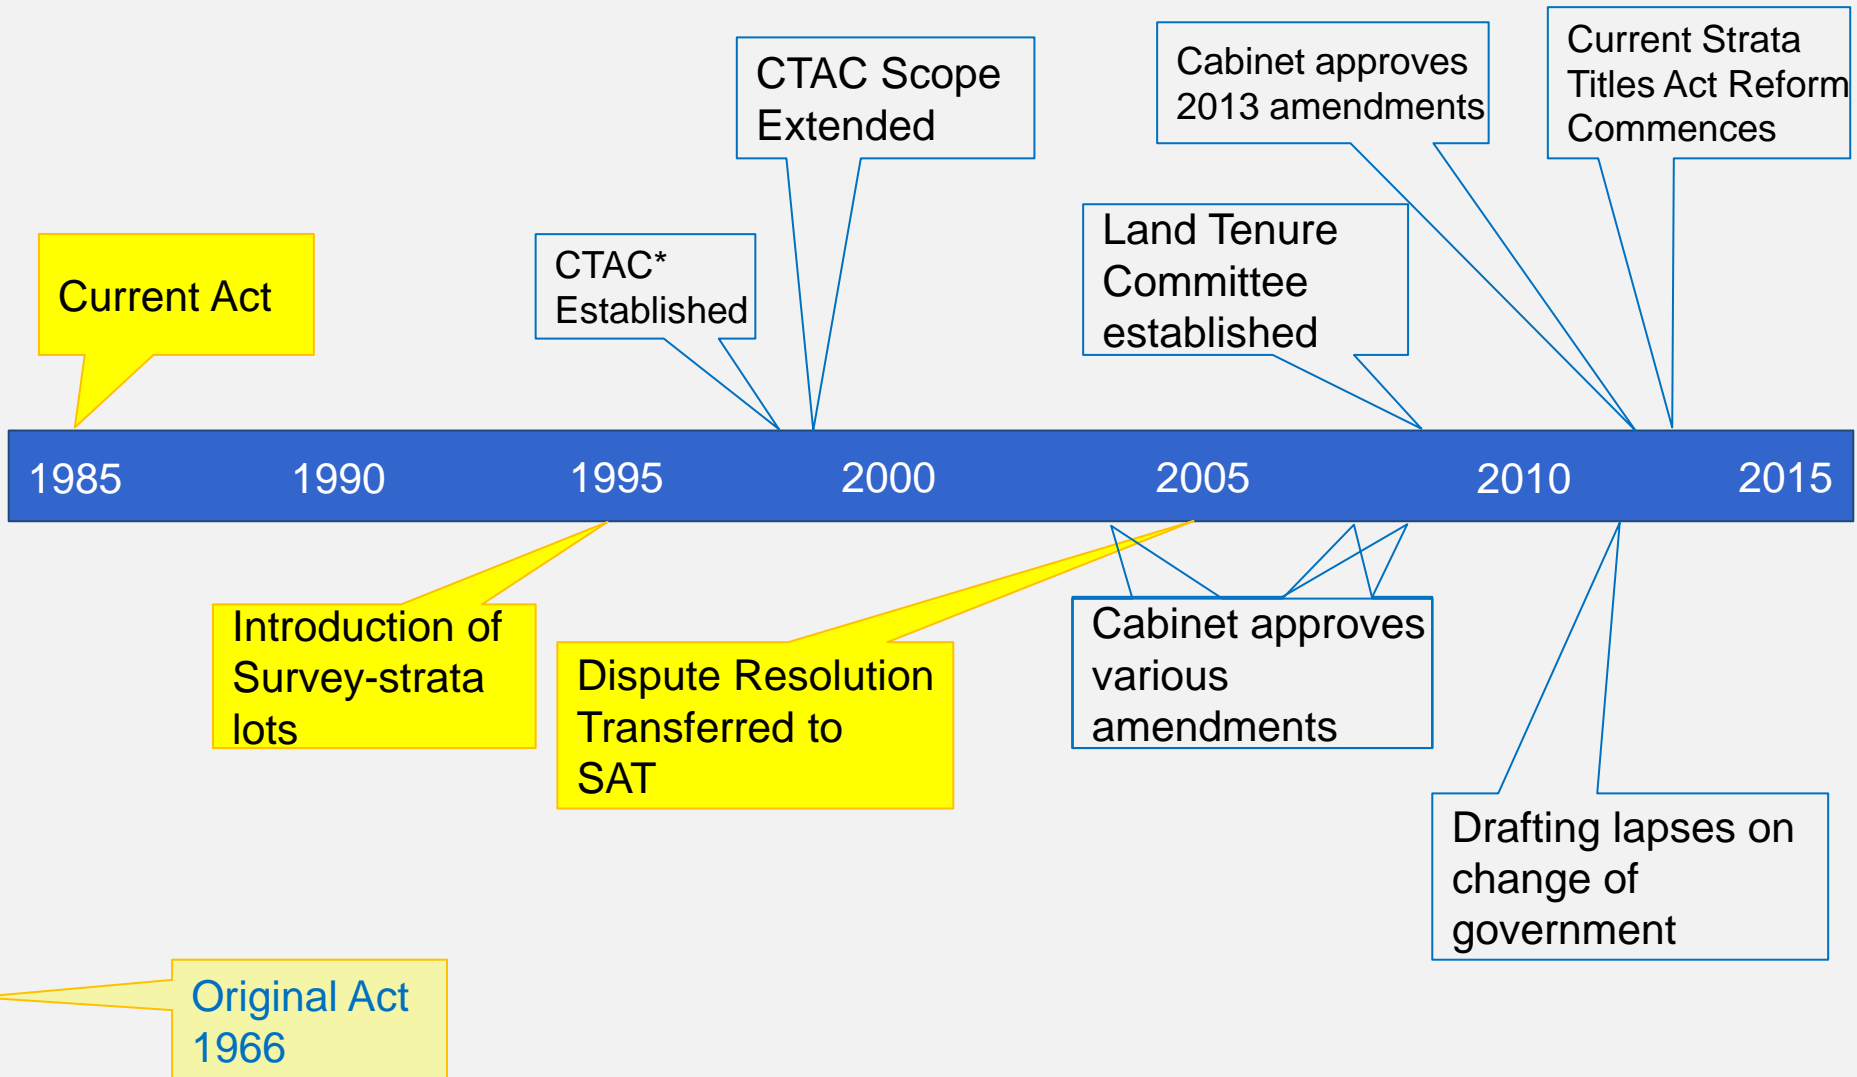 Current Strata
Titles Act Reform
Commences
Cabinet approves
2013 amendments
CTAC Scope
Extended
Land Tenure
Committee
established
CTAC*
Established
Current Act
1985 1990 1995 2000 2005 2010 2015
Introduction of
Survey-strata
lots
Dispute Resolution
Transferred to
SAT
Cabinet approves
various
amendments
Drafting lapses on
change of
government
Original Act
1966